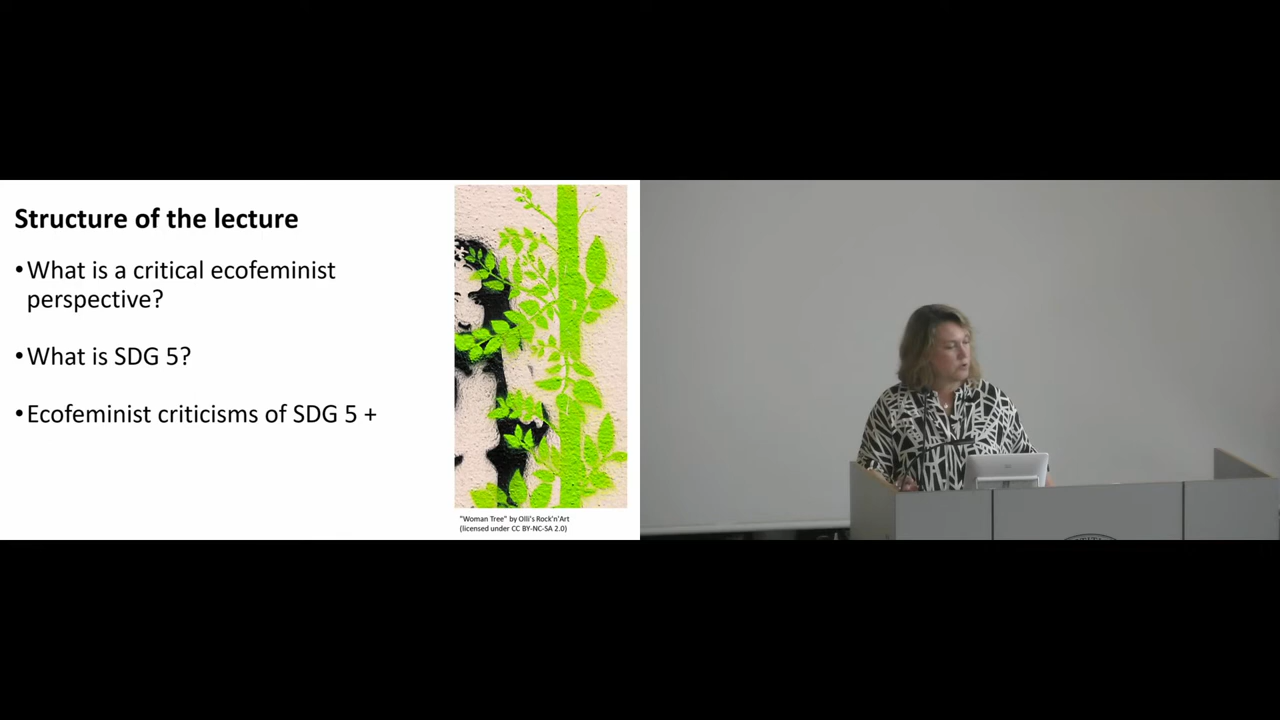 Structure of the lecture
•What is a critical ecofeminist
perspective?
•What is SDG 5?
•Ecofeminist criticisms of SDG 5 +
"Woman Tree" by Olli's Rock'n'Art
(licensed under CC BY-NC-SA 2.0)